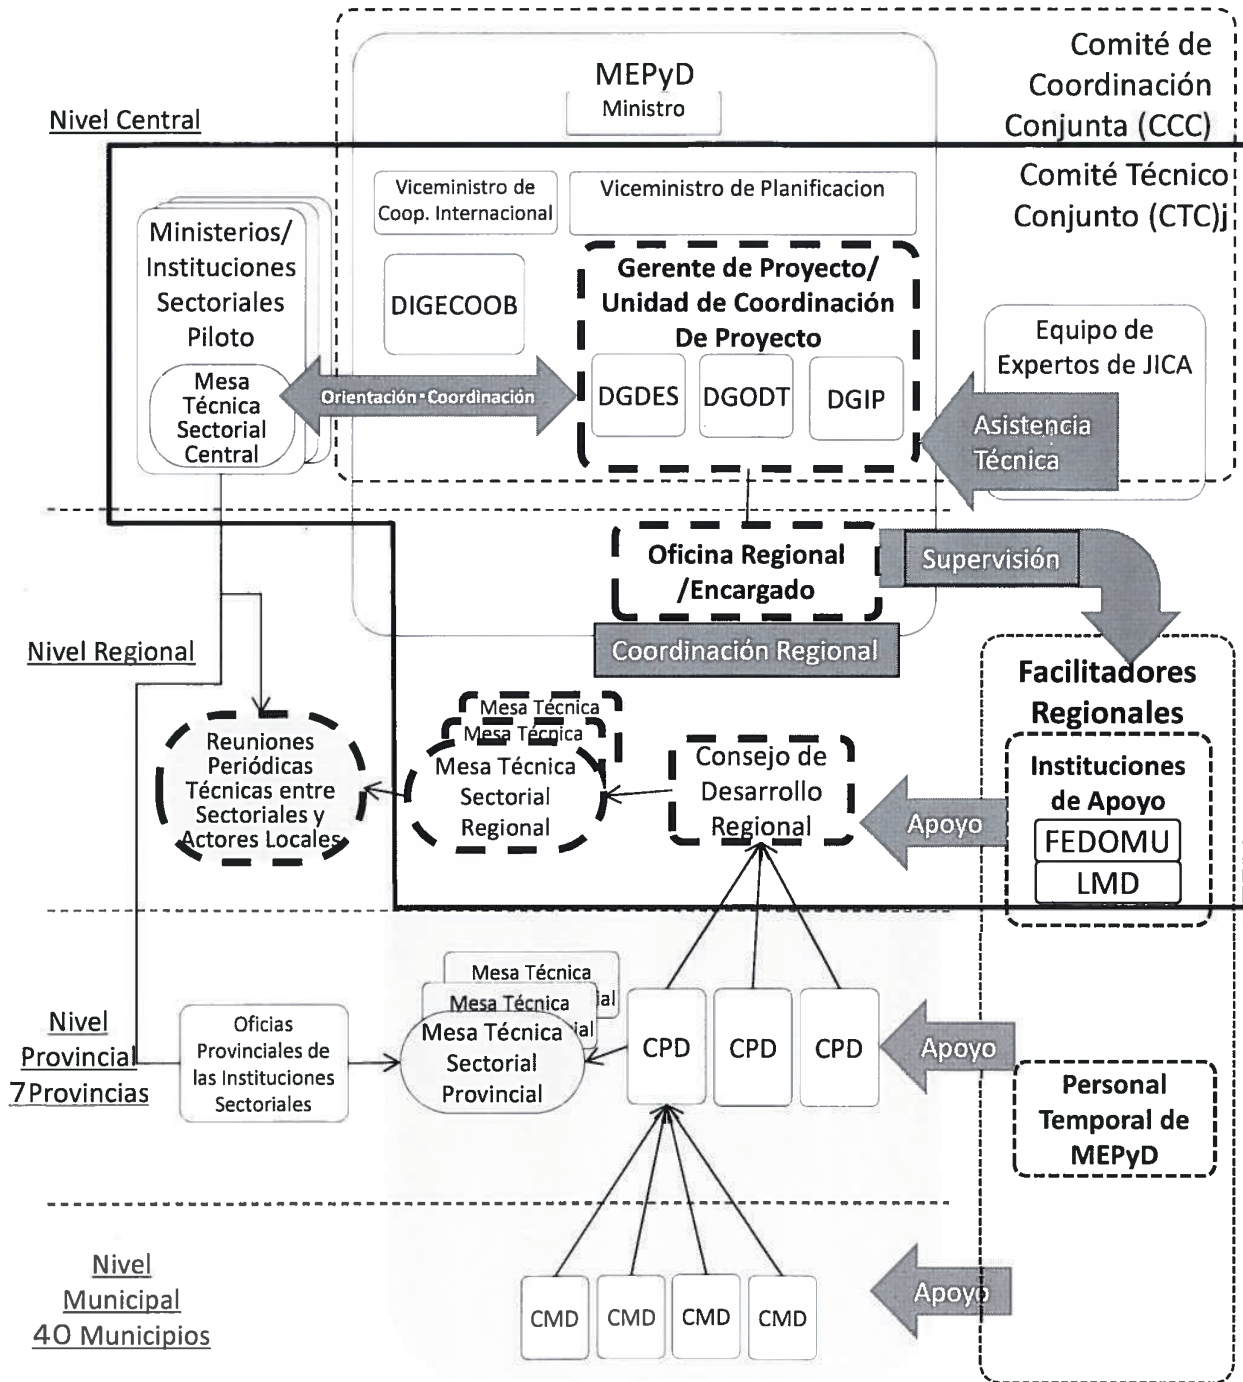 Comité de
Coordinación
Conjunta (CCC)
MEPyD
Ministro
Nivel Central
Comité Técnico
Conjunto (CTC)j
Viceministro de
Coop. Internacional
Viceministro de Planificacion
Ministerios/
Instituciones
Sectoriales
Piloto
Mesa
Técnica
Sectorial
Central
DIGECOOB
Gerente de Proyecto/
Unidad de Coordinación
De Proyecto
DGDES
DGODT
DGIP
Orientación・Coordinación
Equipo de
Expertos de JICA
Asistencia
Técnica
Oficina Regional
/Encargado
Supervisión
Coordinación Regional
Nivel Regional
Facilitadores
Regionales
Instituciones
de Apoyo
FEDOMU
LMD
Mesa Técnica
Mesa Técnica
Mesa Técnica
Sectorial
Regional
Reuniones
Periódicas
Técnicas entre
Sectoriales y
Actores Locales
Consejo de
Desarrollo
Regional
Apoyo
Mesa Técnica
ial
Mesa Técnica
ial
Mesa Técnica
Sectorial
Provincial
Nivel
Provincial
7Provincias
Oficias
Provinciales de
las Instituciones
Sectoriales
CPD
CPD
CPD
Apoyo
Personal
Temporal de
MEPyD
Nivel
Municipal
40 Municipios
CMD
CMD
CMD
CMD
Apoyo